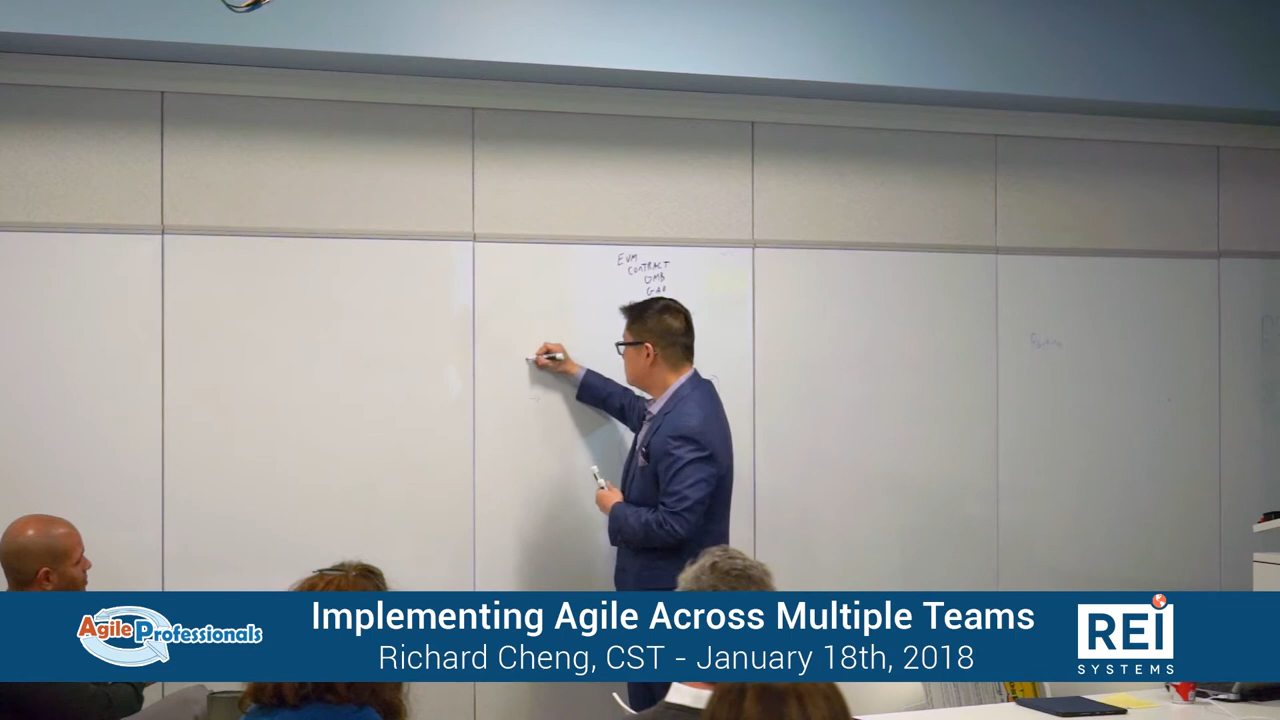 EVM
CONTRACT
OMB
GAO
Agile Professionals
Implementing Agile Across Multiple Teams
Richard Cheng, CST - January 18th, 2018
REI
SYSTEMS